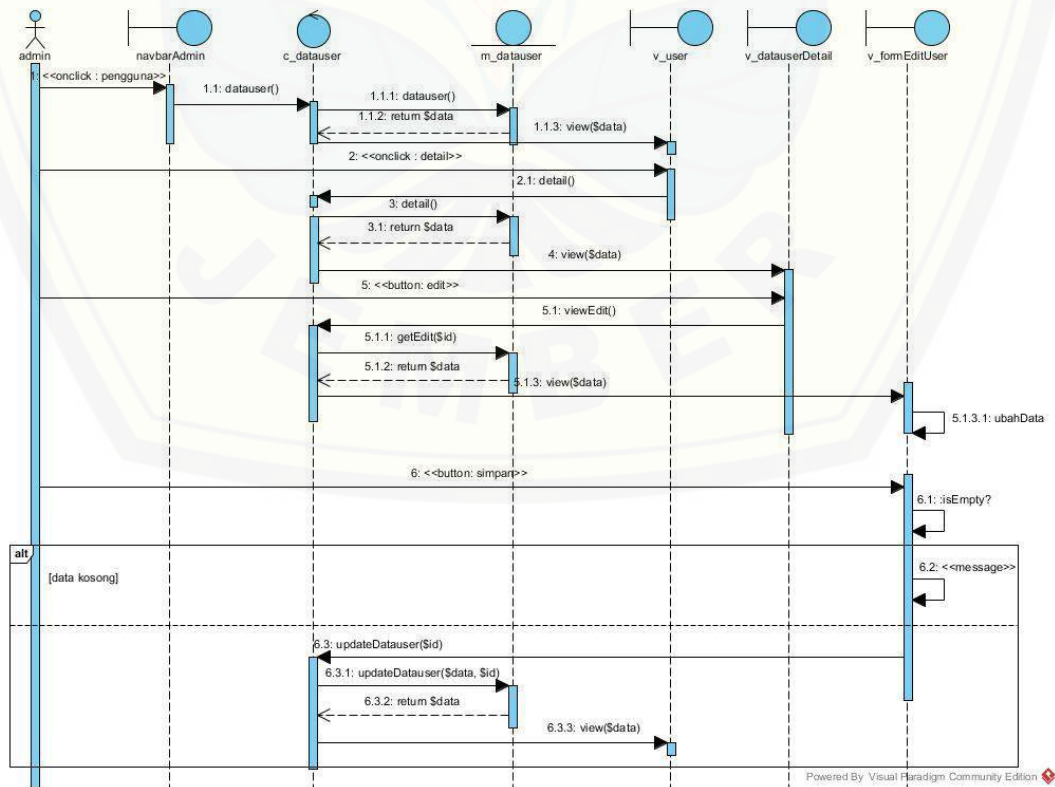 admin
navbarAdmin
c_datauser
m_datauser
v_user
v_datauserDetail
v_formEditUser
1: <<onclick : pengguna>>
1.1: datauser()
1.1.1: datauser()
1.1.2: return $data
1.1.3: view($data)
2: <<onclick : detail>>
2.1: detail()
3: detail()
3.1: return $data
4: view($data)
5: <<button: edit>>
5.1: viewEdit()
5.1.1: getEdit($id)
5.1.2: return $data
5.1.3: view($data)
5.1.3.1: ubahData
6: <<button: simpan>>
6.1: :isEmpty?
alt
[data kosong]
6.2: <<message>>
6.3: updateDatauser($id)
6.3.1: updateDatauser($data, $id)
6.3.2: return $data
6.3.3: view($data)
JEMBER
Powered By Visual Paradigm Community Edition